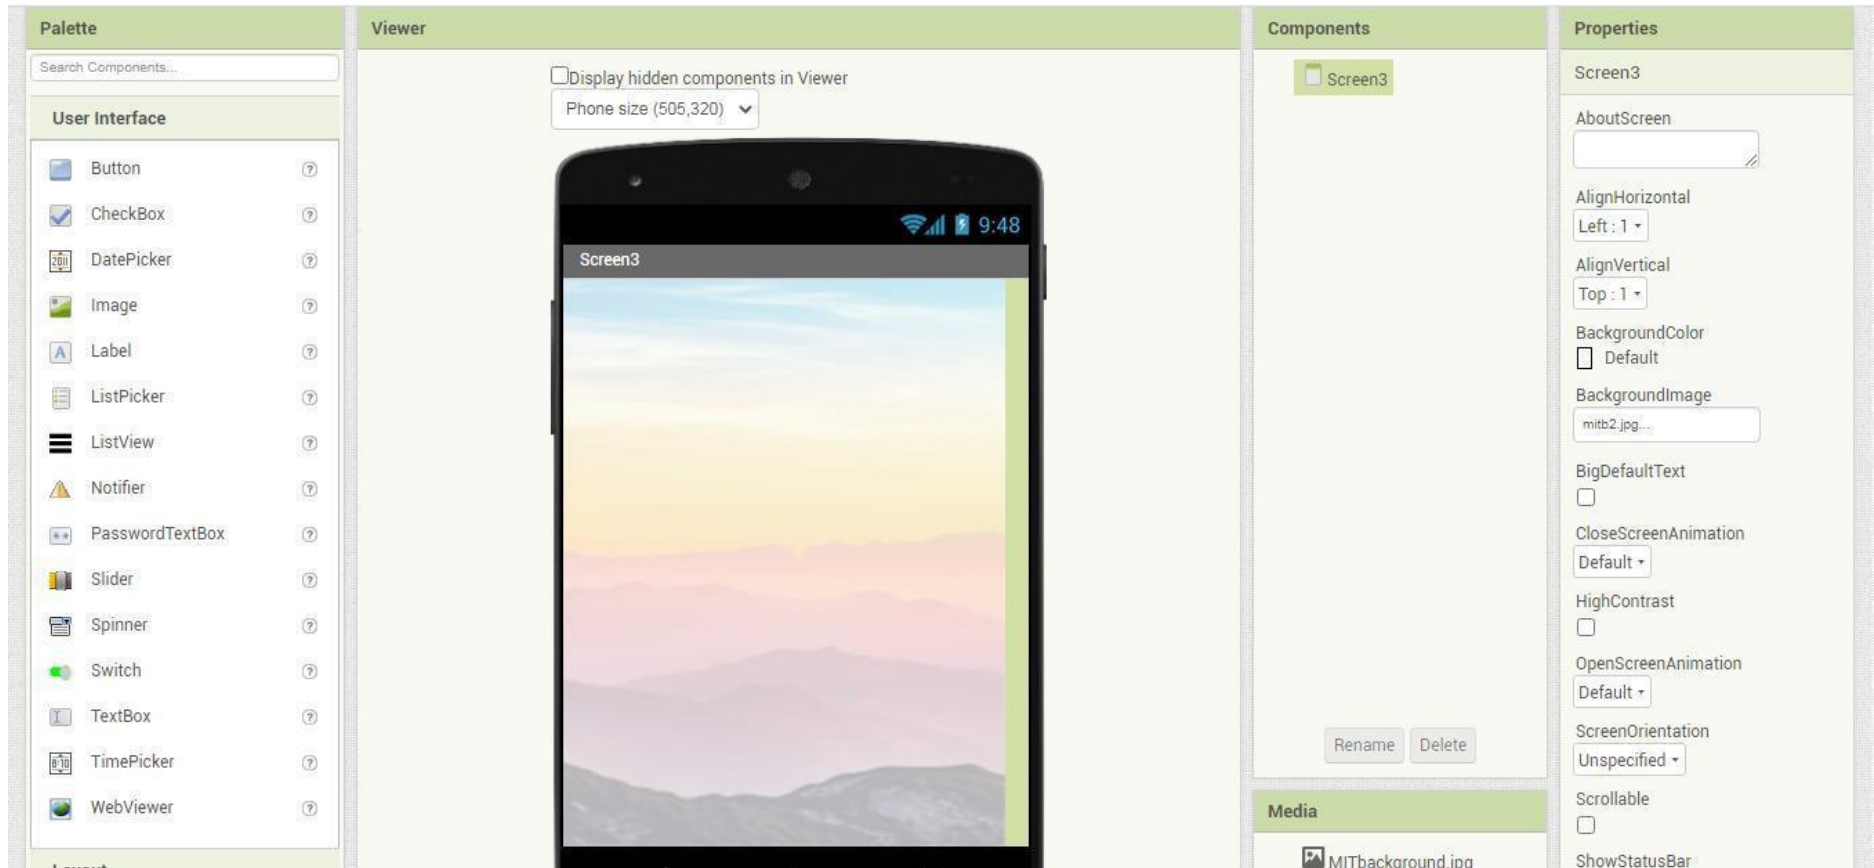 Palette
Search Components...
User Interface
Button
CheckBox
DatePicker
Image
Label
ListPicker
ListView
Notifier
PasswordTextBox
Slider
Spinner
Switch
TextBox
TimePicker
WebViewer
Viewer
Display hidden components in Viewer
Phone size (505,320)
9:48
Screen3
Components
Screen3
Rename Delete
Media
MITbackground.jpg
Properties
Screen3
AboutScreen
AlignHorizontal
Left : 1
AlignVertical
Top : 1
BackgroundColor
Default
BackgroundImage
mitb2.jpg...
BigDefaultText
CloseScreenAnimation
Default
HighContrast
OpenScreenAnimation
Default
ScreenOrientation
Unspecified
Scrollable
ShowStatusBar